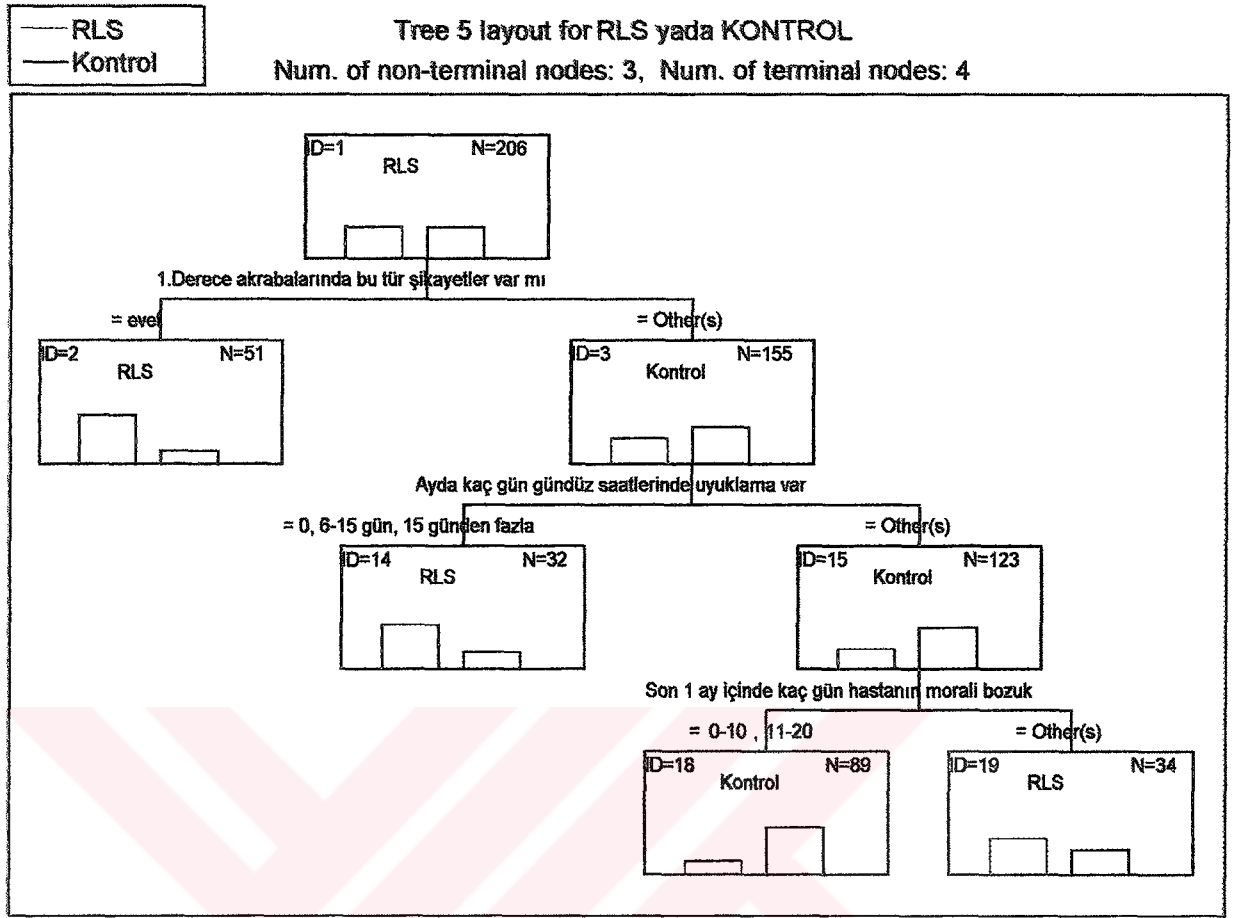 RLS
Kontrol
Tree 5 layout for RLS yada KONTROL
Num. of non-terminal nodes: 3, Num. of terminal nodes: 4
ID=1 N=206
RLS
1.Derece akrabalarında bu tür şikayetler var mı
= evet = Other(s)
ID=2 N=51
RLS
ID=3 N=155
Kontrol
Ayda kaç gün gündüz saatlerinde uyuklama var
= 0, 6-15 gün, 15 günden fazla = Other(s)
ID=14 N=32
RLS
ID=15 N=123
Kontrol
Son 1 ay içinde kaç gün hastanın morali bozuk
= 0-10 , 11-20 = Other(s)
ID=18 N=89
Kontrol
ID=19 N=34
RLS